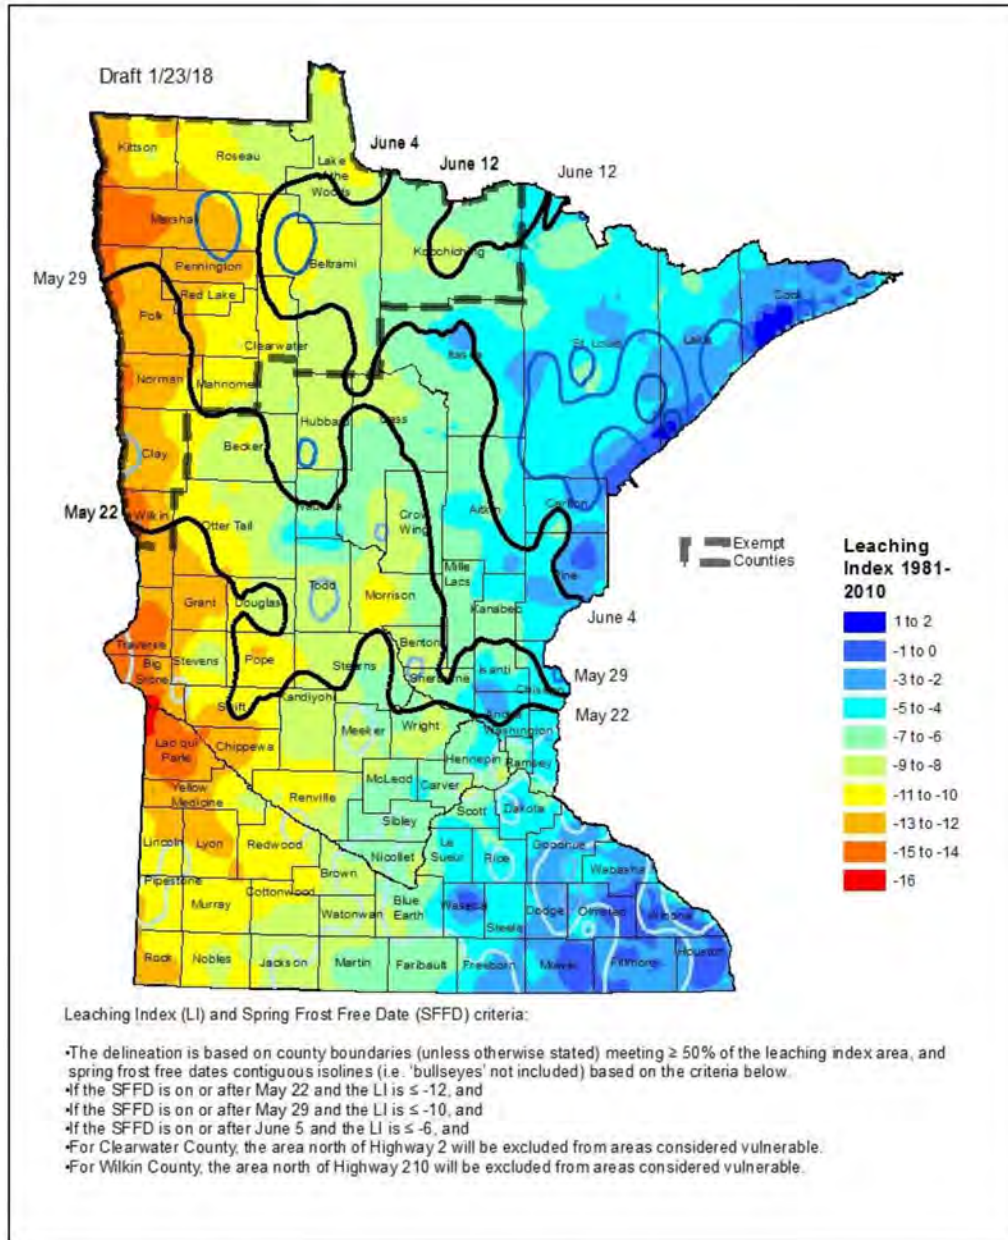 Draft 1/23/18
June 4
June 12
June 12
Kittson
Roseau
Lake
of the
Woods
Marshall
Koochiching
May 29
Pennington
Beltrami
Red Lake
Polk
Cook
Clearwater
Itasca
St. Louis
Lake
Norman
Mahnomen
Hubbard
Cass
Becker
Clay
May 22
Wilkin
Otter Tail
Wadena
Crow
Wing
Aitkin
Carlton
Exempt
Counties
Leaching
Index 1981-
2010
Mille
Lacs
Pine
Todd
Morrison
Grant
Douglas
Kanabec
June 4
1 to 2
-1 to 0
-3 to -2
-5 to -4
-7 to -6
-9 to -8
-11 to -10
-13 to -12
-15 to -14
-16
Traverse
Benton
Big
Stone
Stevens
Pope
Stearns
Sherburne
Isanti
May 29
Swift
Kandiyohi
Chisago
May 22
Meeker
Wright
Washington
Lac qui
Parle
Chippewa
Hennepin
Ramsey
Yellow
Medicine
McLeod
Carver
Renville
Scott
Dakota
Sibley
Lincoln
Lyon
Redwood
Nicollet
Le
Sueur
Rice
Goodhue
Wabasha
Brown
Pipestone
Murray
Cottonwood
Watonwan
Blue
Earth
Waseca
Steele
Dodge
Olmsted
Winona
Rock
Nobles
Jackson
Martin
Faribault
Freeborn
Mower
Fillmore
Houston
Leaching Index (LI) and Spring Frost Free Date (SFFD) criteria:
•The delineation is based on county boundaries (unless otherwise stated) meeting ≥ 50% of the leaching index area, and
spring frost free dates contiguous isolines (i.e. 'bullseyes' not included) based on the criteria below.
•If the SFFD is on or after May 22 and the LI is ≤ -12, and
•If the SFFD is on or after May 29 and the LI is ≤ -10, and
•If the SFFD is on or after June 5 and the LI is ≤ -6, and
•For Clearwater County, the area north of Highway 2 will be excluded from areas considered vulnerable.
•For Wilkin County, the area north of Highway 210 will be excluded from areas considered vulnerable.